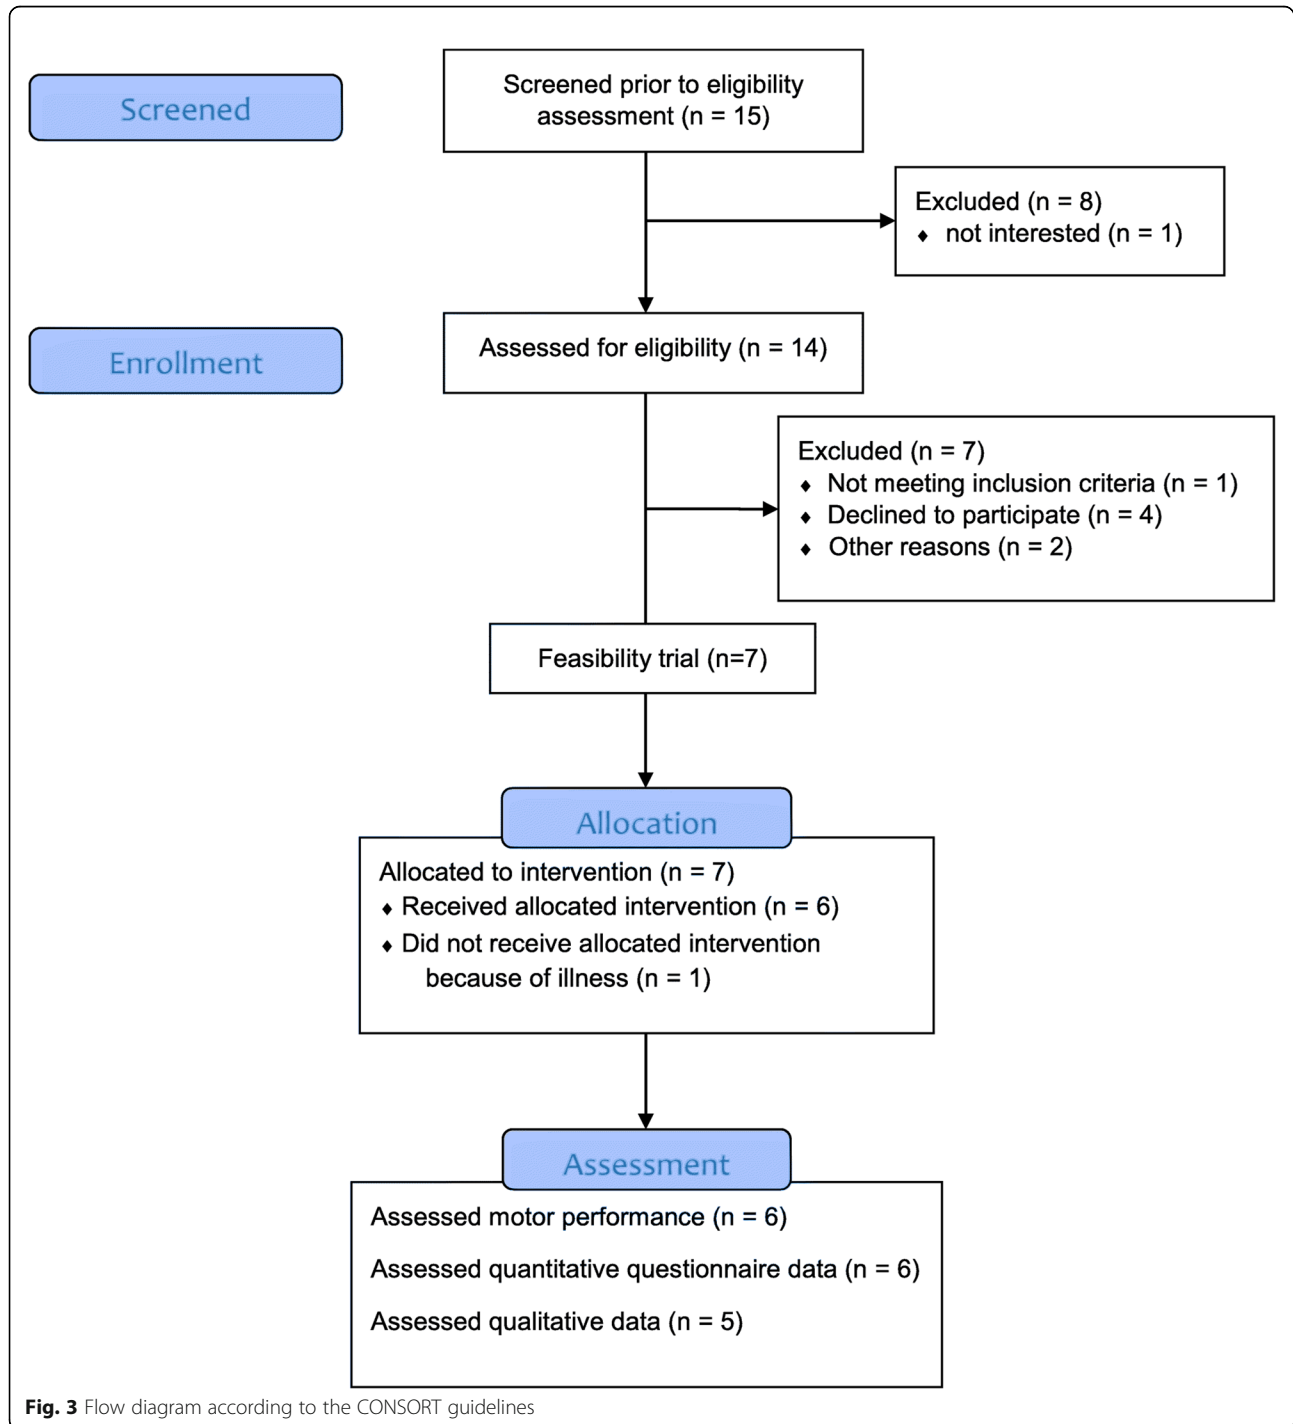 Screened
Screened prior to eligibility
assessment (n = 15)
Excluded (n = 8)
♦ not interested (n = 1)
Enrollment
Assessed for eligibility (n = 14)
Excluded (n = 7)
♦ Not meeting inclusion criteria (n = 1)
♦ Declined to participate (n = 4)
♦ Other reasons (n = 2)
Feasibility trial (n=7)
Allocation
Allocated to intervention (n = 7)
♦ Received allocated intervention (n = 6)
♦ Did not receive allocated intervention
because of illness (n = 1)
Assessment
Assessed motor performance (n = 6)
Assessed quantitative questionnaire data (n = 6)
Assessed qualitative data (n = 5)
Fig. 3 Flow diagram according to the CONSORT guidelines